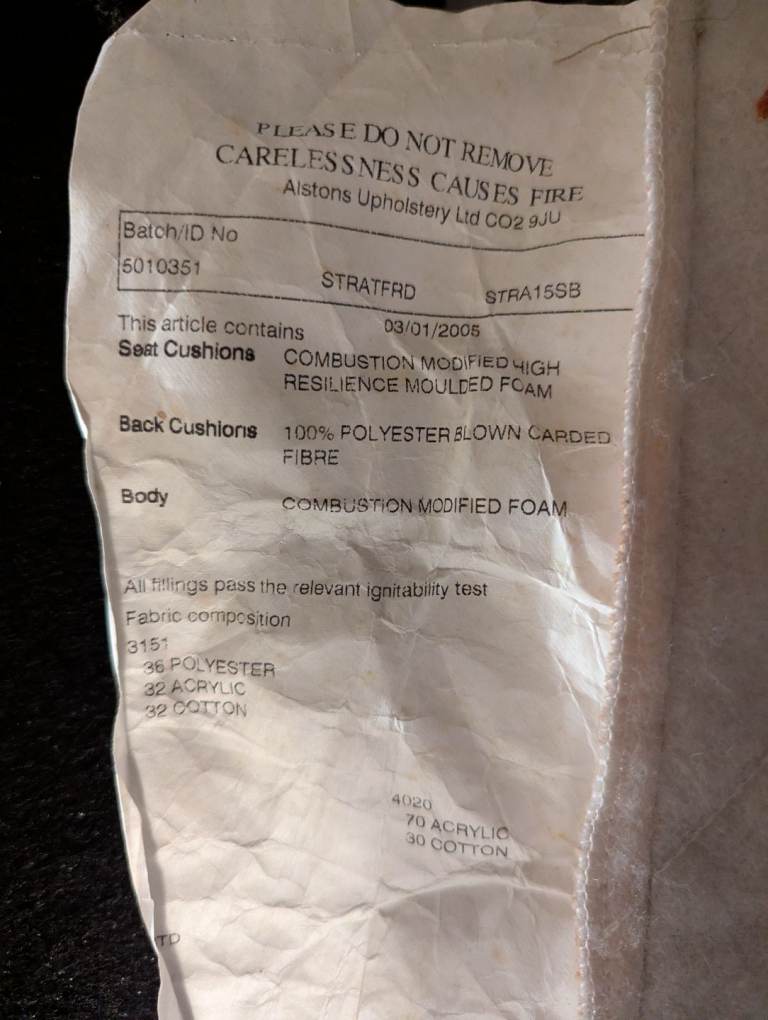 PLEASE DO NOT REMOVE
CARELESSNESS CAUSES FIRE
Alstons Upholstery Ltd CO2 9JU
Batch/ID No
5010351 STRATFRD STRA15SB
This article contains 03/01/2005
Seat Cushions COMBUSTION MODIFIED HIGH
RESILIENCE MOULDED FOAM
Back Cushions 100% POLYESTER BLOWN CARDED
FIBRE
Body COMBUSTION MODIFIED FOAM
All fillings pass the relevant ignitability test
Fabric composition
3151
36 POLYESTER
32 ACRYLIC
32 COTTON
4020
70 ACRYLIC
30 COTTON
TD